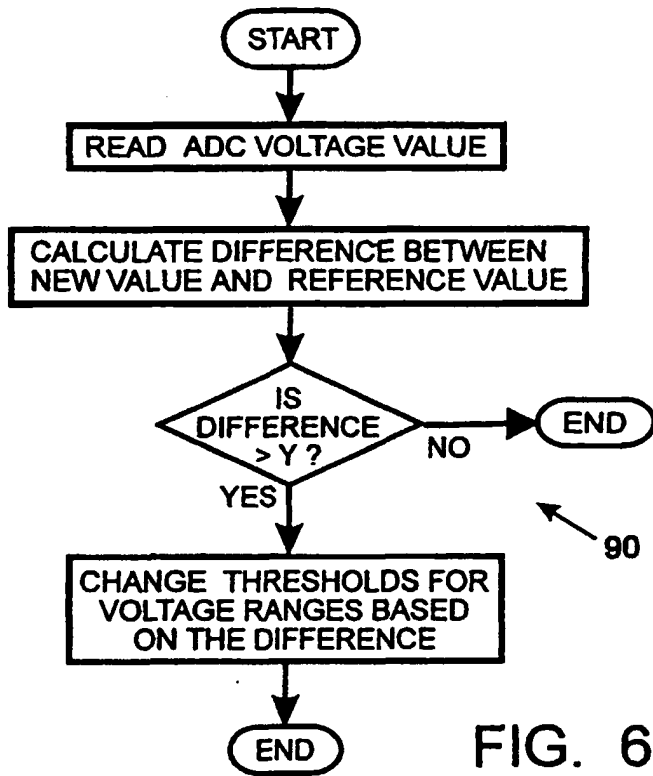 START
READ ADC VOLTAGE VALUE
CALCULATE DIFFERENCE BETWEEN
NEW VALUE AND REFERENCE VALUE
IS
DIFFERENCE
> Y ?
NO
END
YES
90
CHANGE THRESHOLDS FOR
VOLTAGE RANGES BASED
ON THE DIFFERENCE
END
FIG. 6